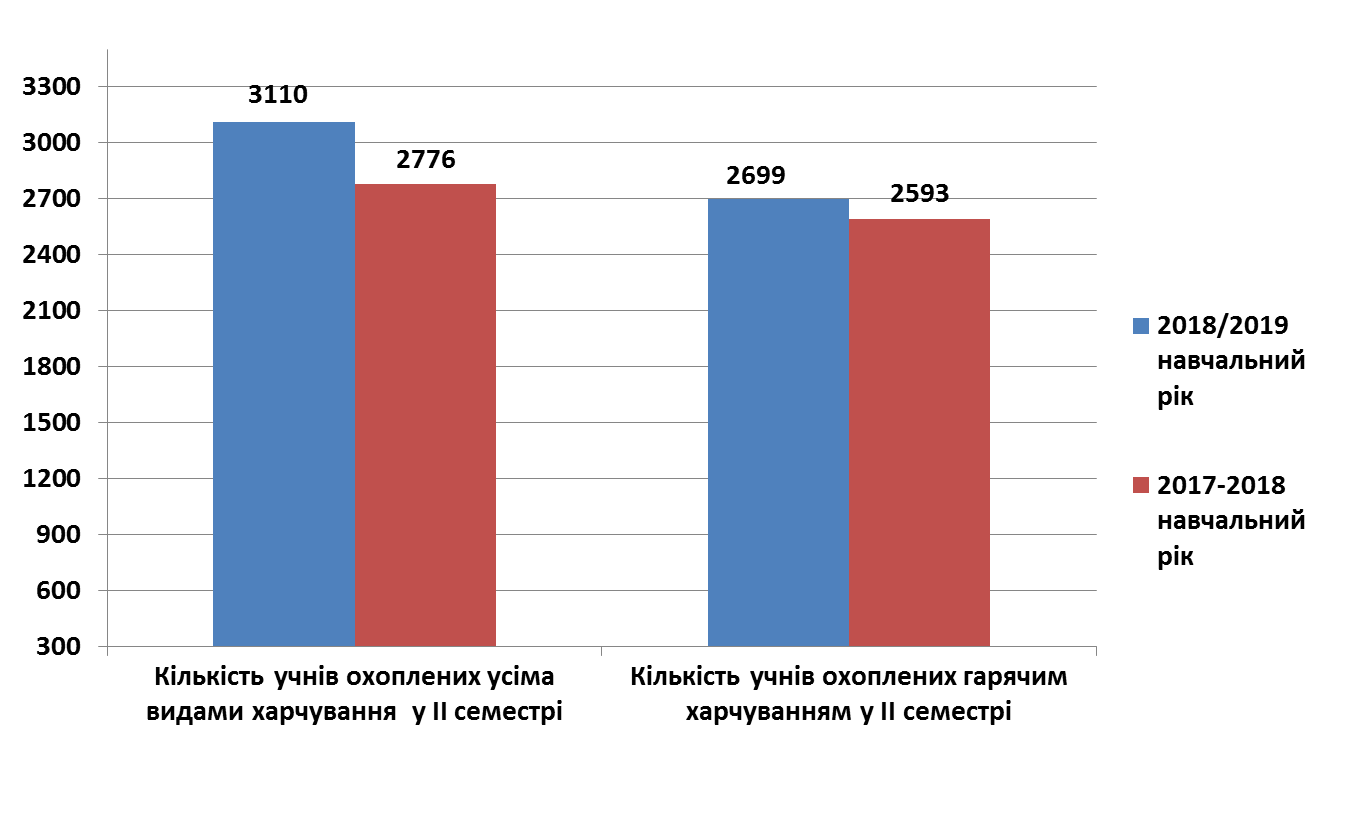 3300
3000
2700
2400
2100
1800
1500
1200
900
600
300
3110
2776
2699
2593
Кількість учнів охоплених усіма
видами харчування у ІІ семестрі
Кількість учнів охоплених гарячим
харчуванням у ІІ семестрі
2018/2019
навчальний
рік
2017-2018
навчальний
рік